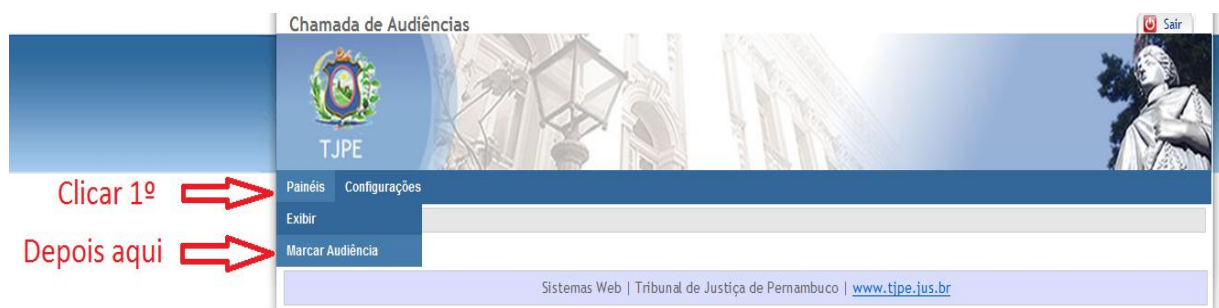 Chamada de Audiências
Sair
TJPE
Clicar 1º
Painéis Configurações
Exibir
Depois aqui
Marcar Audiência
Sistemas Web | Tribunal de Justiça de Pernambuco | www.tjpe.jus.br